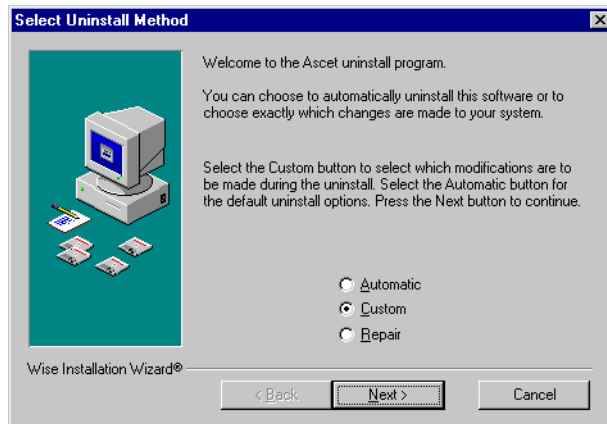 Select Uninstall Method
Welcome to the Ascet uninstall program.
You can choose to automatically uninstall this software or to
choose exactly which changes are made to your system.
Select the Custom button to select which modifications are to
be made during the uninstall. Select the Automatic button for
the default uninstall options. Press the Next button to continue.
Automatic
Custom
Repair
Wise Installation Wizard®
< Back
Next >
Cancel